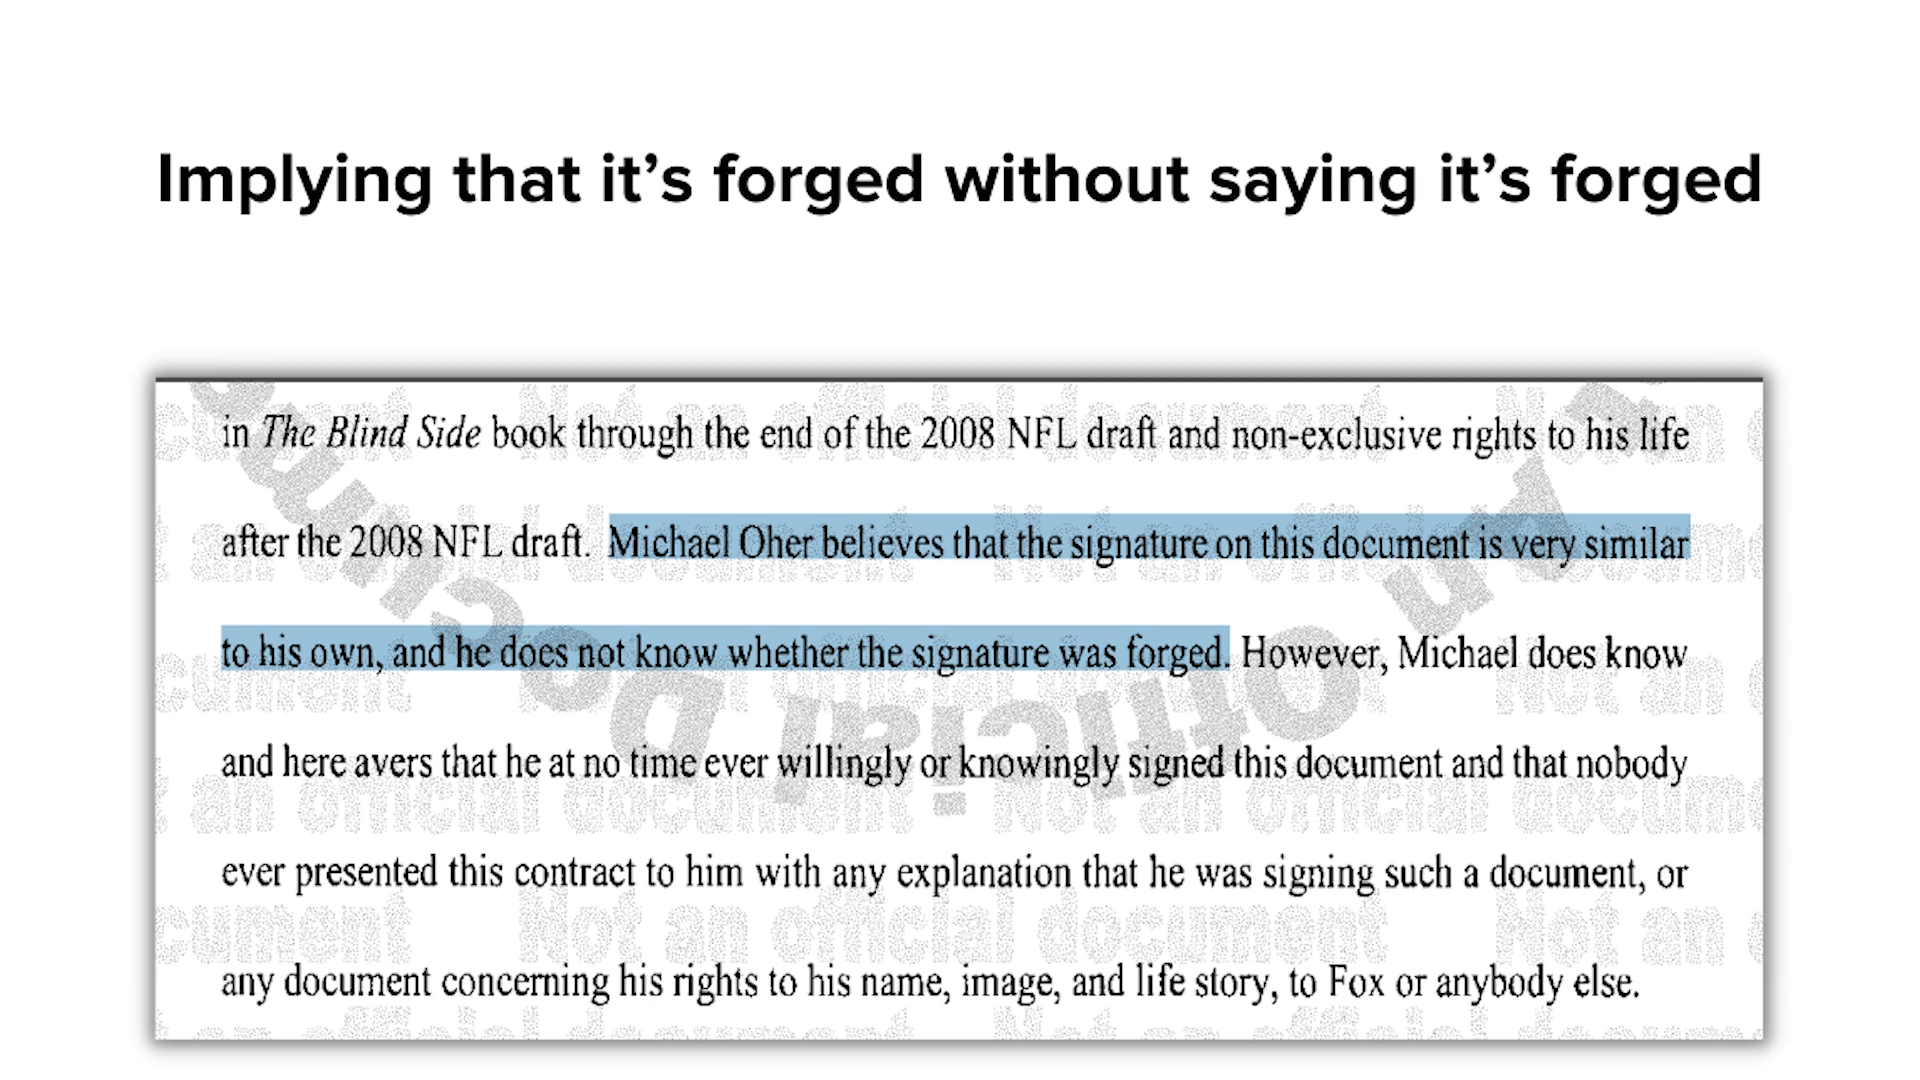 Implying that it’s forged without saying it’s forged
in The Blind Side book through the end of the 2008 NFL draft and non-exclusive rights to his life
after the 2008 NFL draft. Michael Oher believes that the signature on this document is very similar
to his own, and he does not know whether the signature was forged. However, Michael does know
and here avers that he at no time ever willingly or knowingly signed this document and that nobody
ever presented this contract to him with any explanation that he was signing such a document, or
any document concerning his rights to his name, image, and life story, to Fox or anybody else.
Not an official document